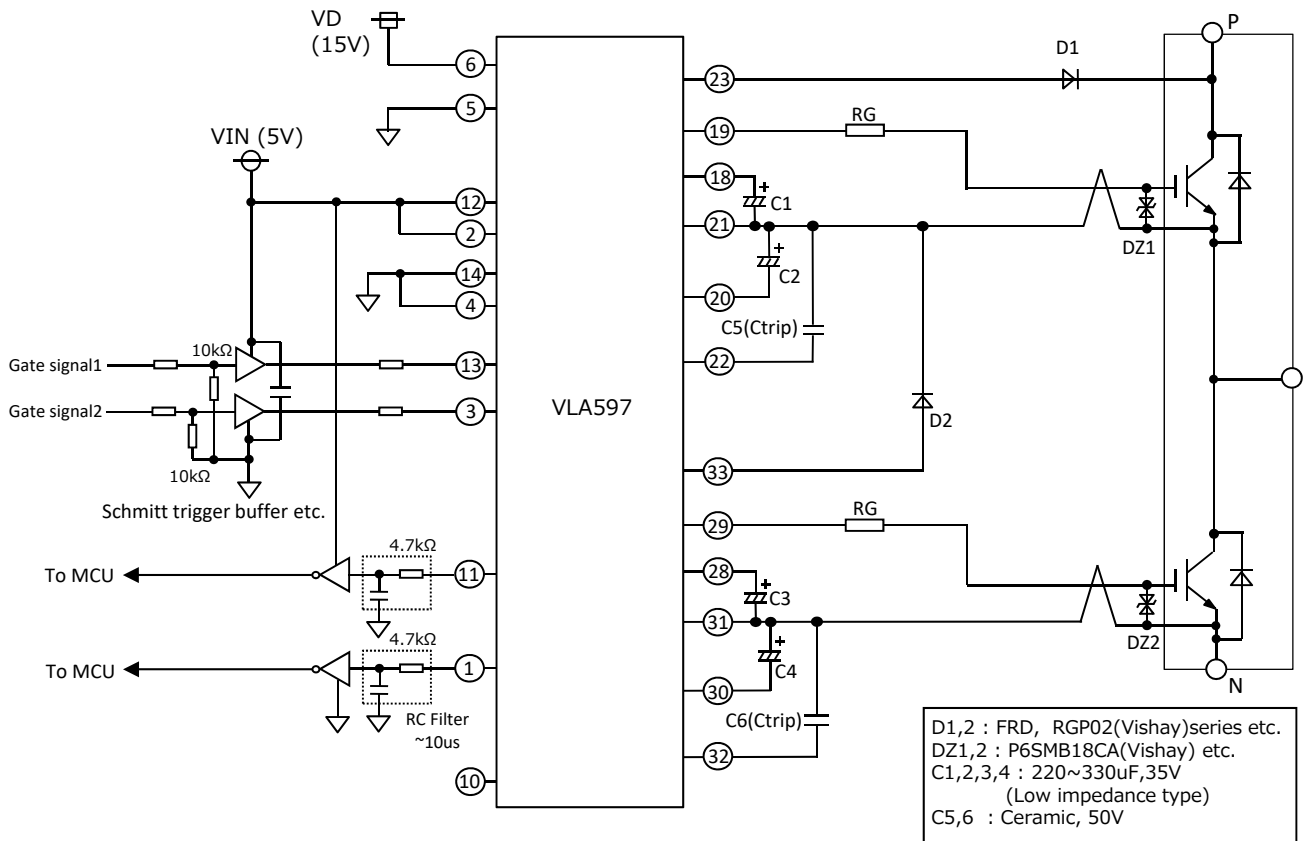 VD
(15V)
P
D1
6
23
5
RG
19
VIN (5V)
18
C1
12
21
DZ1
2
C2
14
20
4
C5(Ctrip)
10kΩ
Gate signal1
13
22
Gate signal2
3
VLA597
D2
10kΩ
33
Schmitt trigger buffer etc.
RG
29
4.7kΩ
To MCU
11
28
C3
4.7kΩ
31
DZ2
To MCU
1
C4
30
N
RC Filter
~10us
C6(Ctrip)
32
10
D1,2 : FRD, RGP02(Vishay)series etc.
DZ1,2 : P6SMB18CA(Vishay) etc.
C1,2,3,4 : 220~330uF,35V
(Low impedance type)
C5,6 : Ceramic, 50V
+
+
+
+